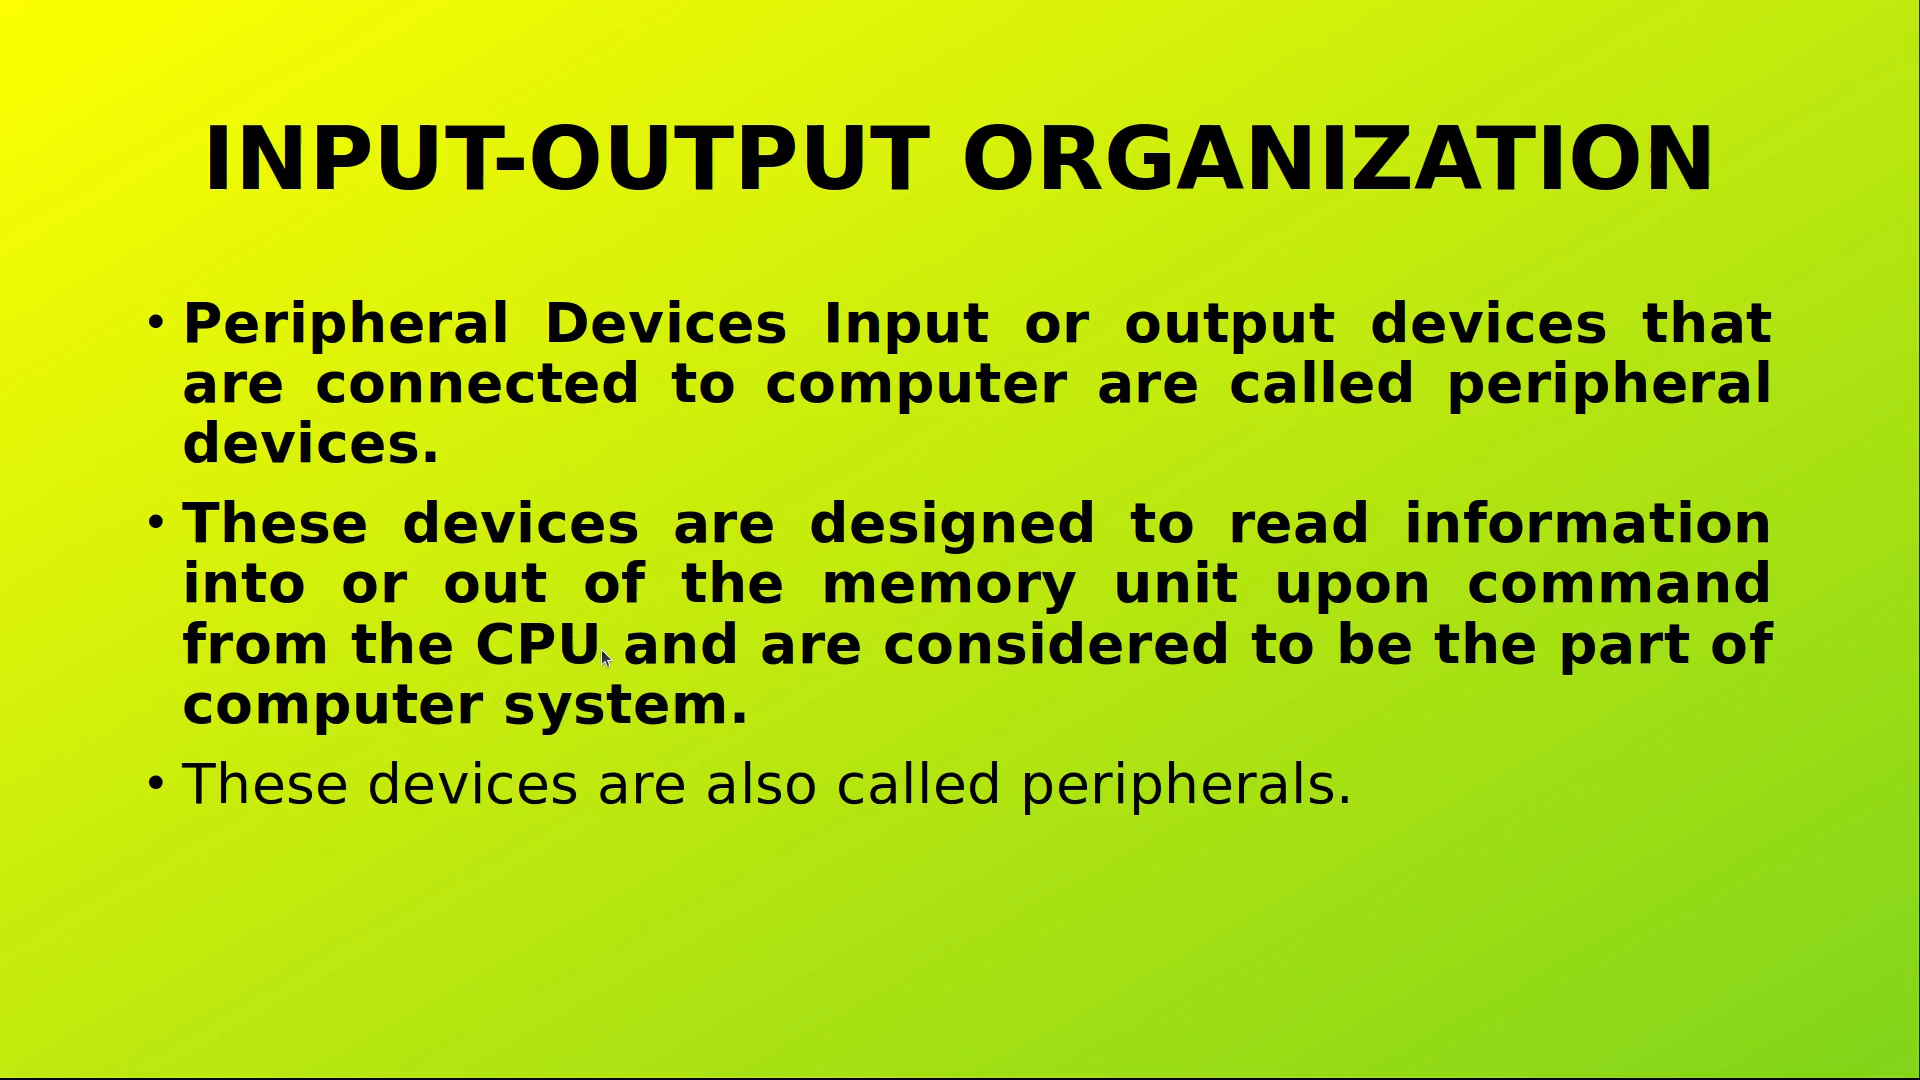 INPUT-OUTPUT ORGANIZATION
• Peripheral Devices Input or output devices that
are connected to computer are called peripheral
devices.
• These devices are designed to read information
into or out of the memory unit upon command
from the CPU and are considered to be the part of
computer system.
• These devices are also called peripherals.